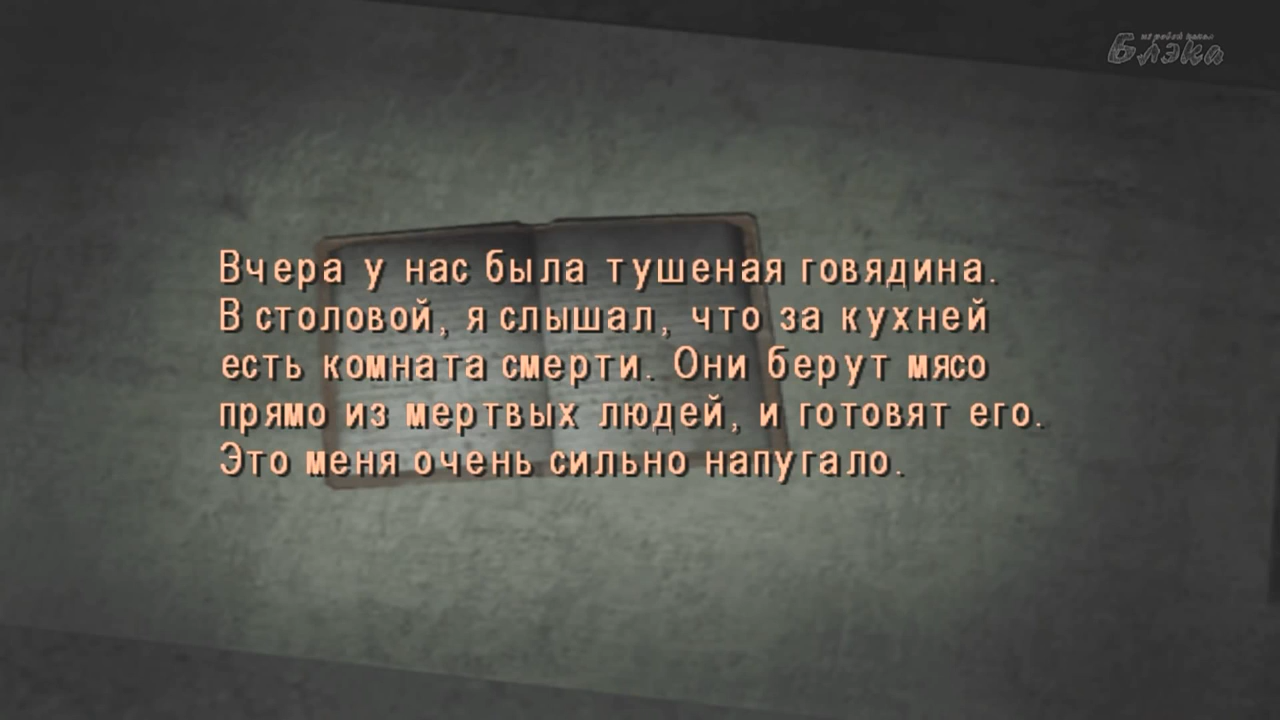 Блэка
Вчера у нас была тушеная говядина.
В столовой, я слышал, что за кухней
есть комната смерти. Они берут мясо
прямо из мертвых людей, и готовят его.
Это меня очень сильно напугало.